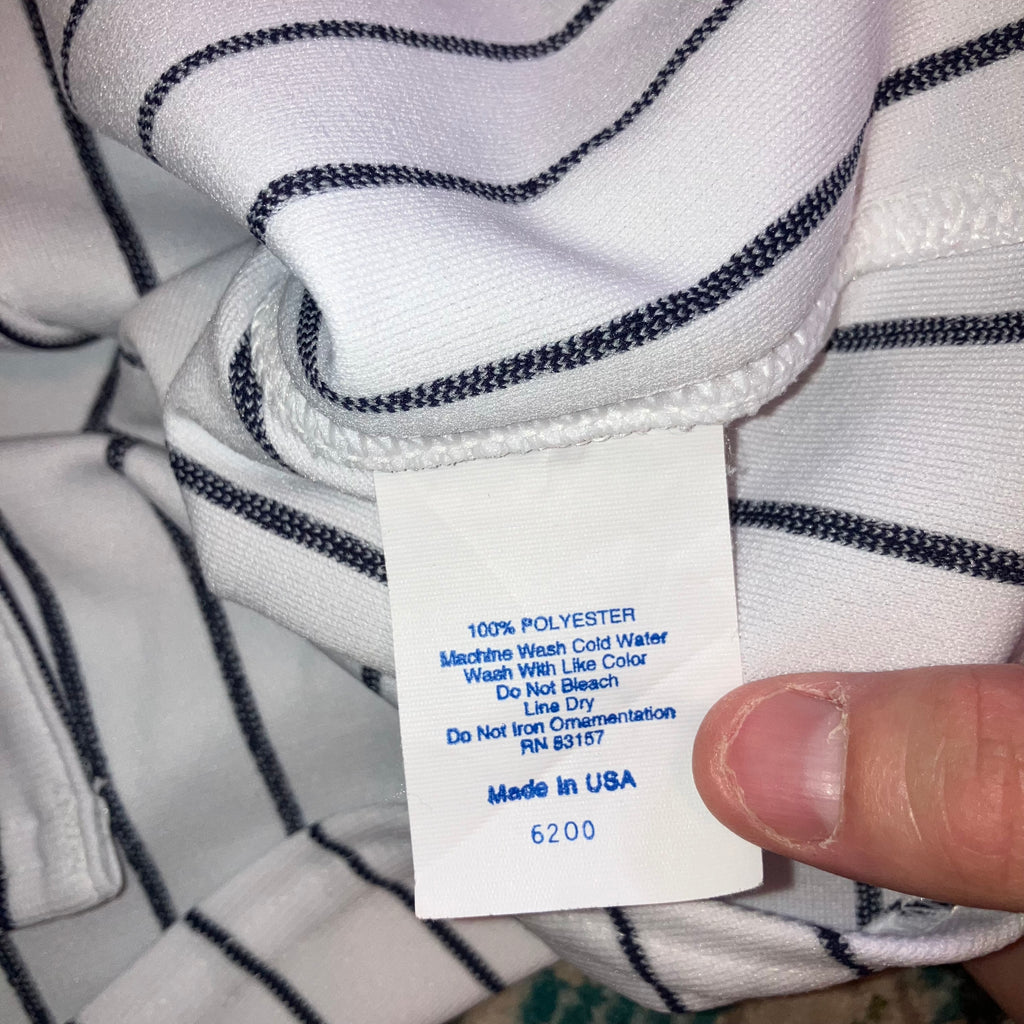 100% POLYESTER
Machine Wash Cold Water
Wash With Like Color
Do Not Bleach
Line Dry
Do Not Iron Ornamentation
RN 53157
Made In USA
6200